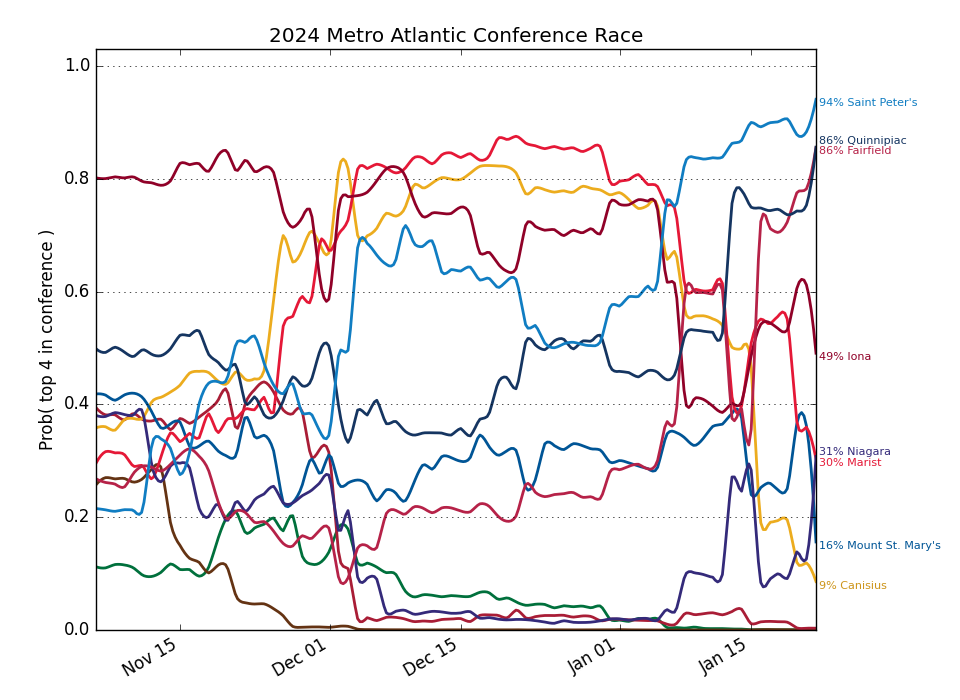 2024 Metro Atlantic Conference Race
Prob( top 4 in conference )
1.0
0.8
0.6
0.4
0.2
0.0
Nov 15
Dec 01
Dec 15
Jan 01
Jan 15
94% Saint Peter's
86% Quinnipiac
86% Fairfield
49% Iona
31% Niagara
30% Marist
16% Mount St. Mary's
9% Canisius